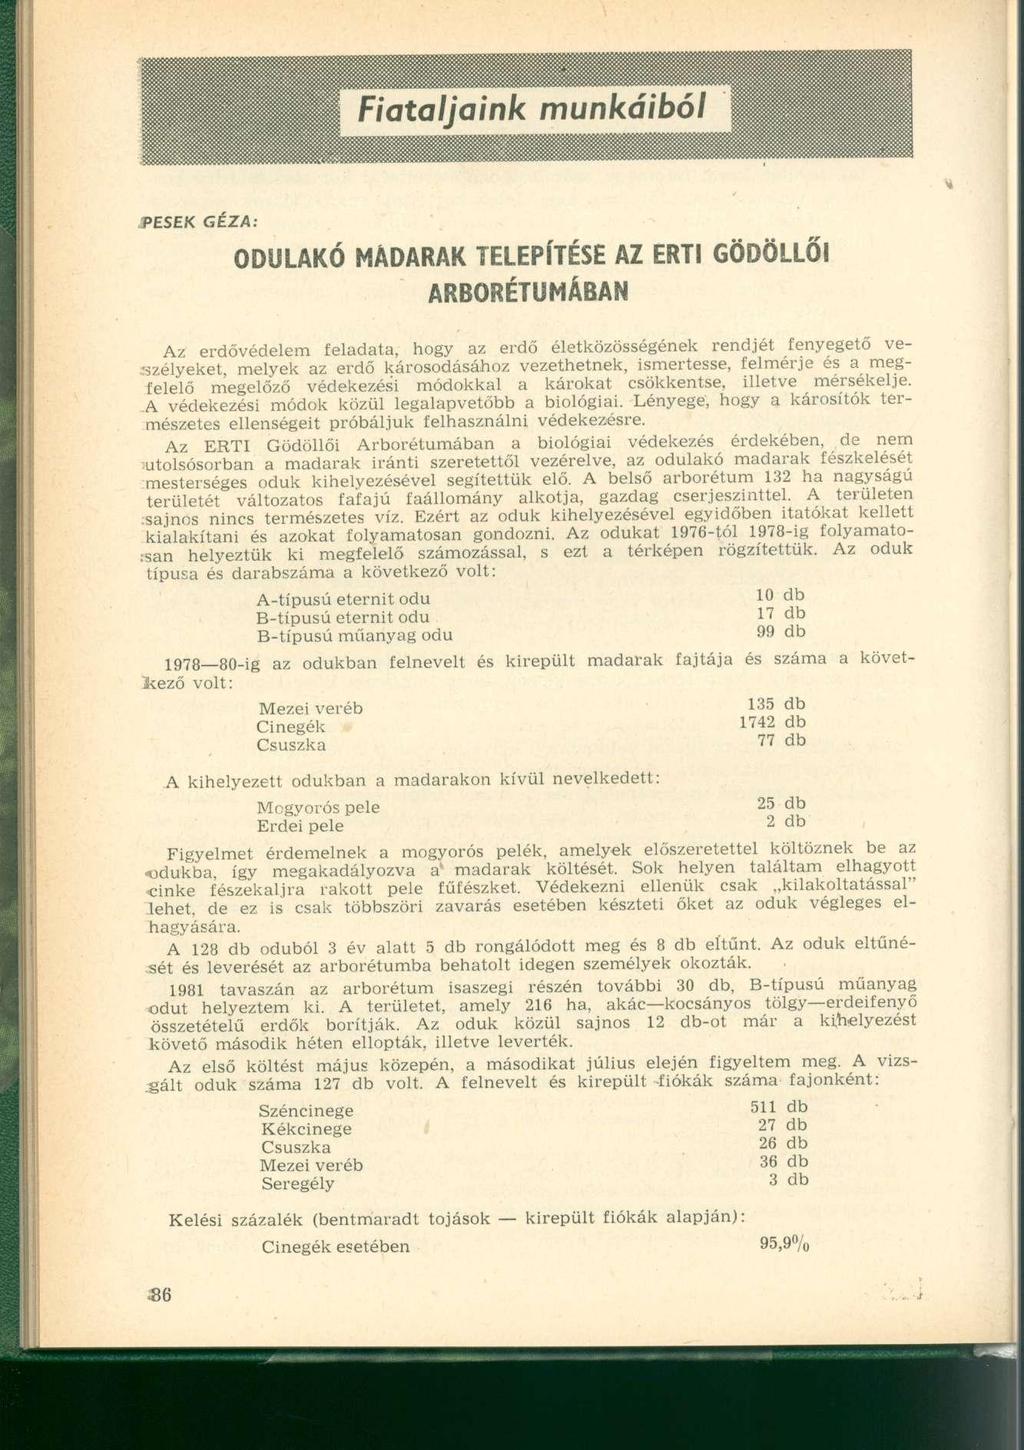 Fiataljaink munkáiból
PESEK GÉZA:
ODULAKÓ MADARAK TELEPÍTÉSE AZ ERTI GÖDÖLLŐI
ARBORÉTUMÁBAN
Az erdővédelem feladata, hogy az erdő életközösségének rendjét fenyegető ve-
szélyeket, melyek az erdő károsodásához vezethetnek, ismertesse, felmérje és a meg-
felelő megelőző védekezési módokkal a károkat csökkentse, illetve mérsékelje.
A védekezési módok közül legalapvetőbb a biológiai. Lényege, hogy a károsítók ter-
mészetes ellenségeit próbáljuk felhasználni védekezésre.
Az ERTI Gödöllői Arborétumában a biológiai védekezés érdekében, de nem
utolsósorban a madarak iránti szeretettől vezérelve, az odulakó madarak fészkelését
mesterséges oduk kihelyezésével segítettük elő. A belső arborétum 132 ha nagyságú
területét változatos fafajú faállomány alkotja, gazdag cserjeszinttel. A területen
sajnos nincs természetes víz. Ezért az oduk kihelyezésével egyidőben itatókat kellett
kialakítani és azokat folyamatosan gondozni. Az odukat 1976-tól 1978-ig folyamato-
san helyeztük ki megfelelő számozással, s ezt a térképen rögzítettük. Az oduk
típusa és darabszáma a következő volt:
A-típusú eternit odu 10 db
B-típusú eternit odu 17 db
B-típusú műanyag odu 99 db
1978—80-ig az odukban felnevelt és kirepült madarak fajtája és száma a követ-
kező volt:
Mezei veréb 135 db
Cinegék 1742 db
Csuszka 77 db
A kihelyezett odukban a madarakon kívül nevelkedett:
Mogyorós pele 25 db
Erdei pele 2 db
Figyelmet érdemelnek a mogyorós pelék, amelyek előszeretettel költöznek be az
odukba, így megakadályozva a madarak költését. Sok helyen találtam elhagyott
cinke fészekaljra rakott pele fűfészket. Védekezni ellenük csak „kilakoltatással”
lehet, de ez is csak többszöri zavarás esetében készteti őket az oduk végleges el-
hagyására.
A 128 db oduból 3 év alatt 5 db rongálódott meg és 8 db eltűnt. Az oduk eltűné-
sét és leverését az arborétumba behatolt idegen személyek okozták.
1981 tavaszán az arborétum isaszegi részén további 30 db, B-típusú műanyag
odut helyeztem ki. A területet, amely 216 ha, akác—kocsányos tölgy—erdeifenyő
összetételű erdők borítják. Az oduk közül sajnos 12 db-ot már a kihelyezést
követő második héten ellopták, illetve leverték.
Az első költést május közepén, a másodikat július elején figyeltem meg. A vizs-
gált oduk száma 127 db volt. A felnevelt és kirepült fiókák száma fajonként:
Széncinege 511 db
Kékcinege 27 db
Csuszka 26 db
Mezei veréb 36 db
Seregély 3 db
Kelési százalék (bentmaradt tojások — kirepült fiókák alapján):
Cinegék esetében 95,9%
86